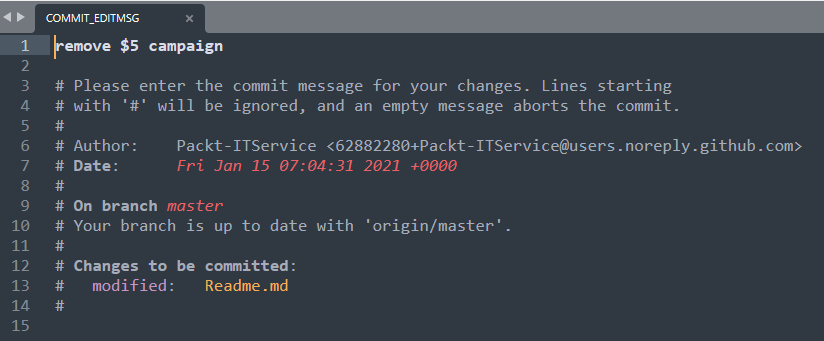 COMMIT_EDITMSG ×
1 remove $5 campaign
2
3 # Please enter the commit message for your changes. Lines starting
4 # with '#' will be ignored, and an empty message aborts the commit.
5 #
6 # Author:    Packt-ITService <62882280+Packt-ITService@users.noreply.github.com>
7 # Date:      Fri Jan 15 07:04:31 2021 +0000
8 #
9 # On branch master
10 # Your branch is up to date with 'origin/master'.
11 #
12 # Changes to be committed:
13 #   modified:   Readme.md
14 #
15